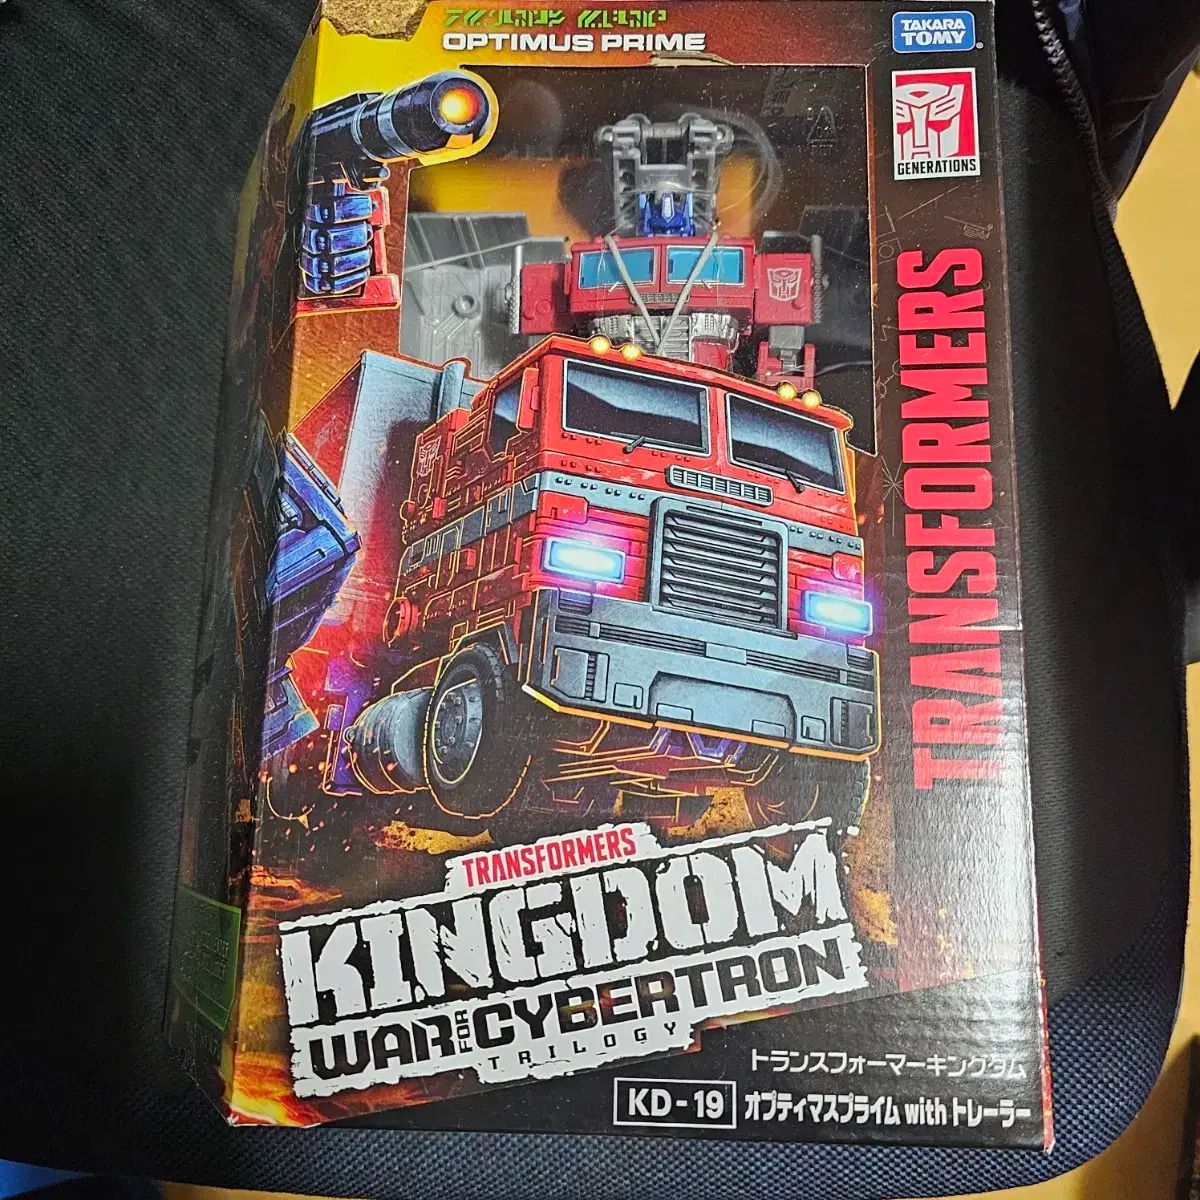 OPTIMUS PRIME
TAKARA
TOMY
GENERATIONS
TRANSFORMERS
TRANSFORMERS
KINGDOM
WAR FOR CYBERTRON
TRILOGY
トランスフォーマーキングダム
KD-19 オプティマスプライム with トレーラー